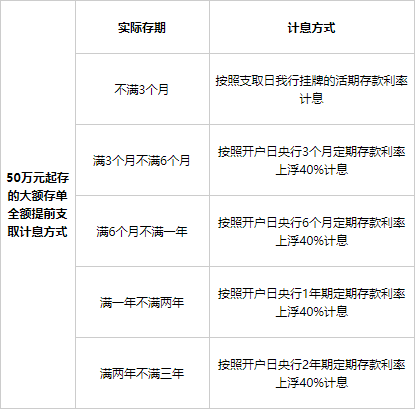 实际存期
计息方式
50万元起存
的大额存单
全额提前支
取计息方式
不满3个月
按照支取日我行挂牌的活期存款利率
计息
满3个月不满6个月
按照开户日央行3个月定期存款利率
上浮40%计息
满6个月不满一年
按照开户日央行6个月定期存款利率
上浮40%计息
满一年不满两年
按照开户日央行1年期定期存款利率
上浮40%计息
满两年不满三年
按照开户日央行2年期定期存款利率
上浮40%计息